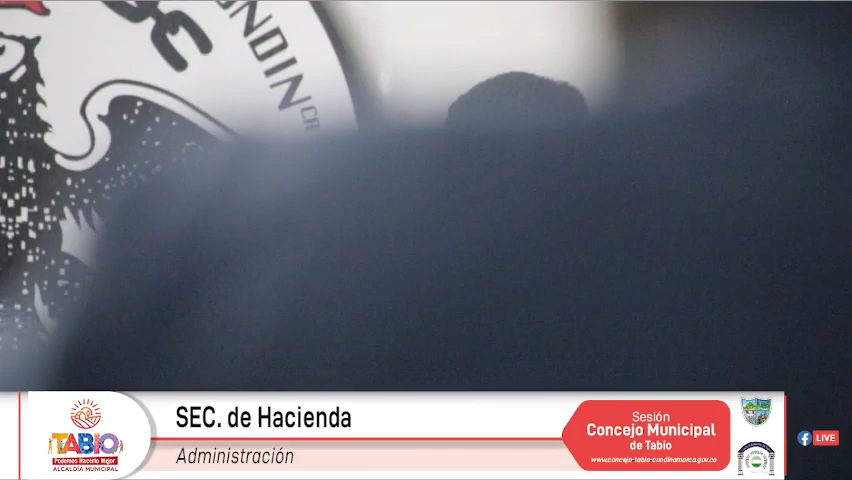 UNDIN
SEC. de Hacienda
Administración
TABIO
Podemos Hacerlo Mejor
ALCALDÍA MUNICIPAL
Sesión
Concejo Municipal
de Tabio
www.concejo-tabio-cundinamarca.gov.co
LIVE